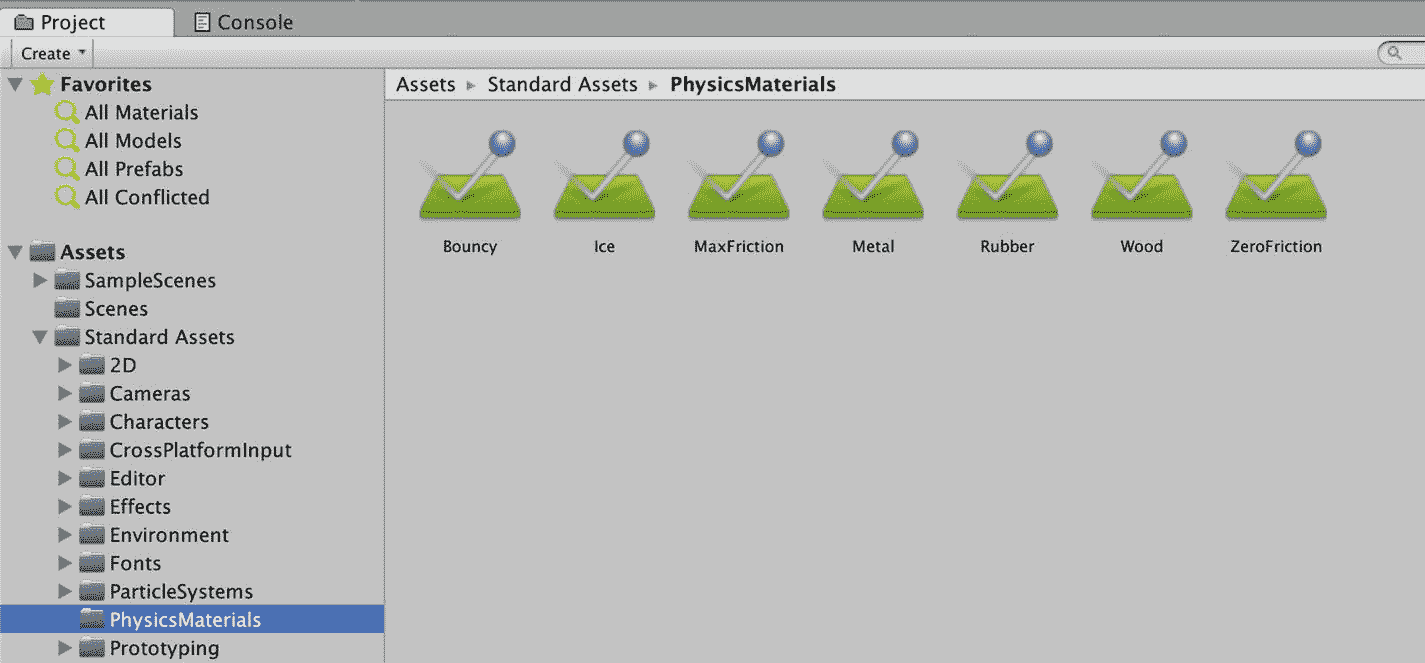 Project Console
Create
Favorites
All Materials
All Models
All Prefabs
All Conflicted
Assets
SampleScenes
Scenes
Standard Assets
2D
Cameras
Characters
CrossPlatformInput
Editor
Effects
Environment
Fonts
ParticleSystems
PhysicsMaterials
Prototyping
Assets Standard Assets PhysicsMaterials
Bouncy Ice MaxFriction Metal Rubber Wood ZeroFriction